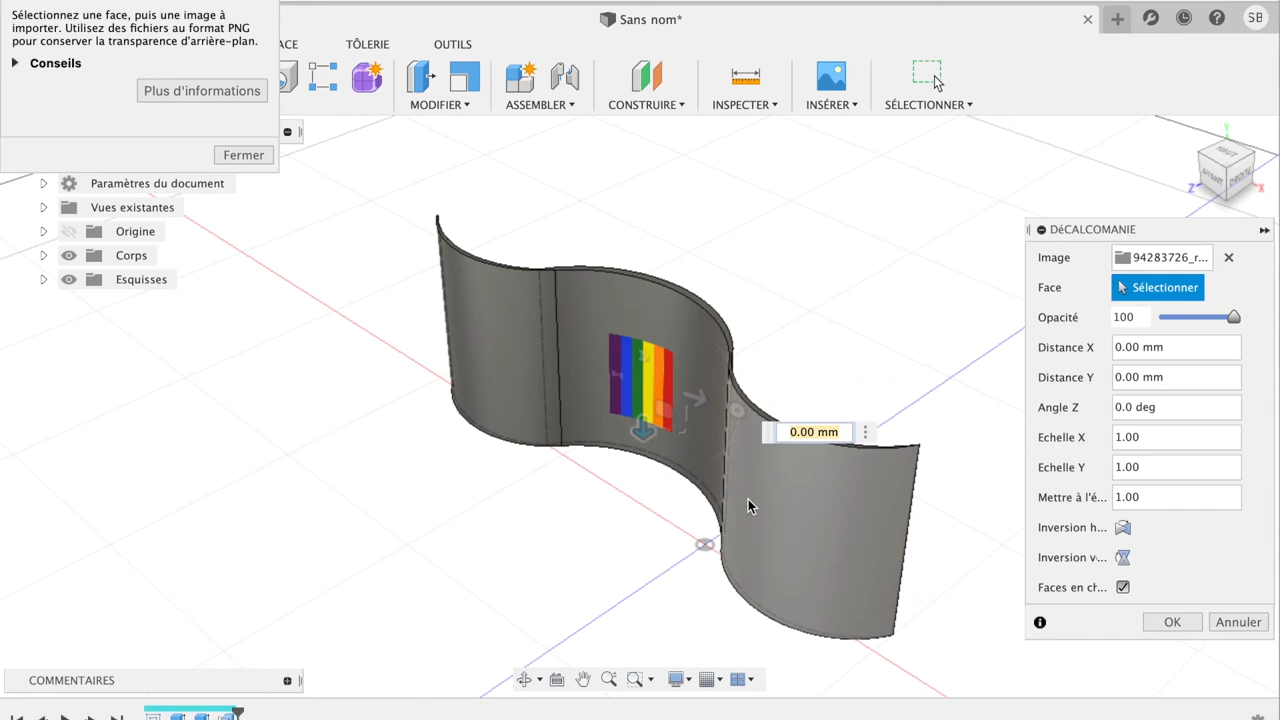 Sélectionnez une face, puis une image à
importer. Utilisez des fichiers au format PNG
pour conserver la transparence d'arrière-plan.
Conseils
Plus d'informations
Fermer
Sans nom*
SB
ACE
TÔLERIE
OUTILS
MODIFIER
ASSEMBLER
CONSTRUIRE
INSPECTER
INSÉRER
SÉLECTIONNER
Paramètres du document
Vues existantes
Origine
Corps
Esquisses
HAUT
AVANT
DROITE
Y
Z
X
0.00 mm
DéCALCOMANIE
Image 94283726_r...
Face Sélectionner
Opacité 100
Distance X 0.00 mm
Distance Y 0.00 mm
Angle Z 0.0 deg
Echelle X 1.00
Echelle Y 1.00
Mettre à l'é... 1.00
Inversion h...
Inversion v...
Faces en ch...
OK
Annuler
COMMENTAIRES